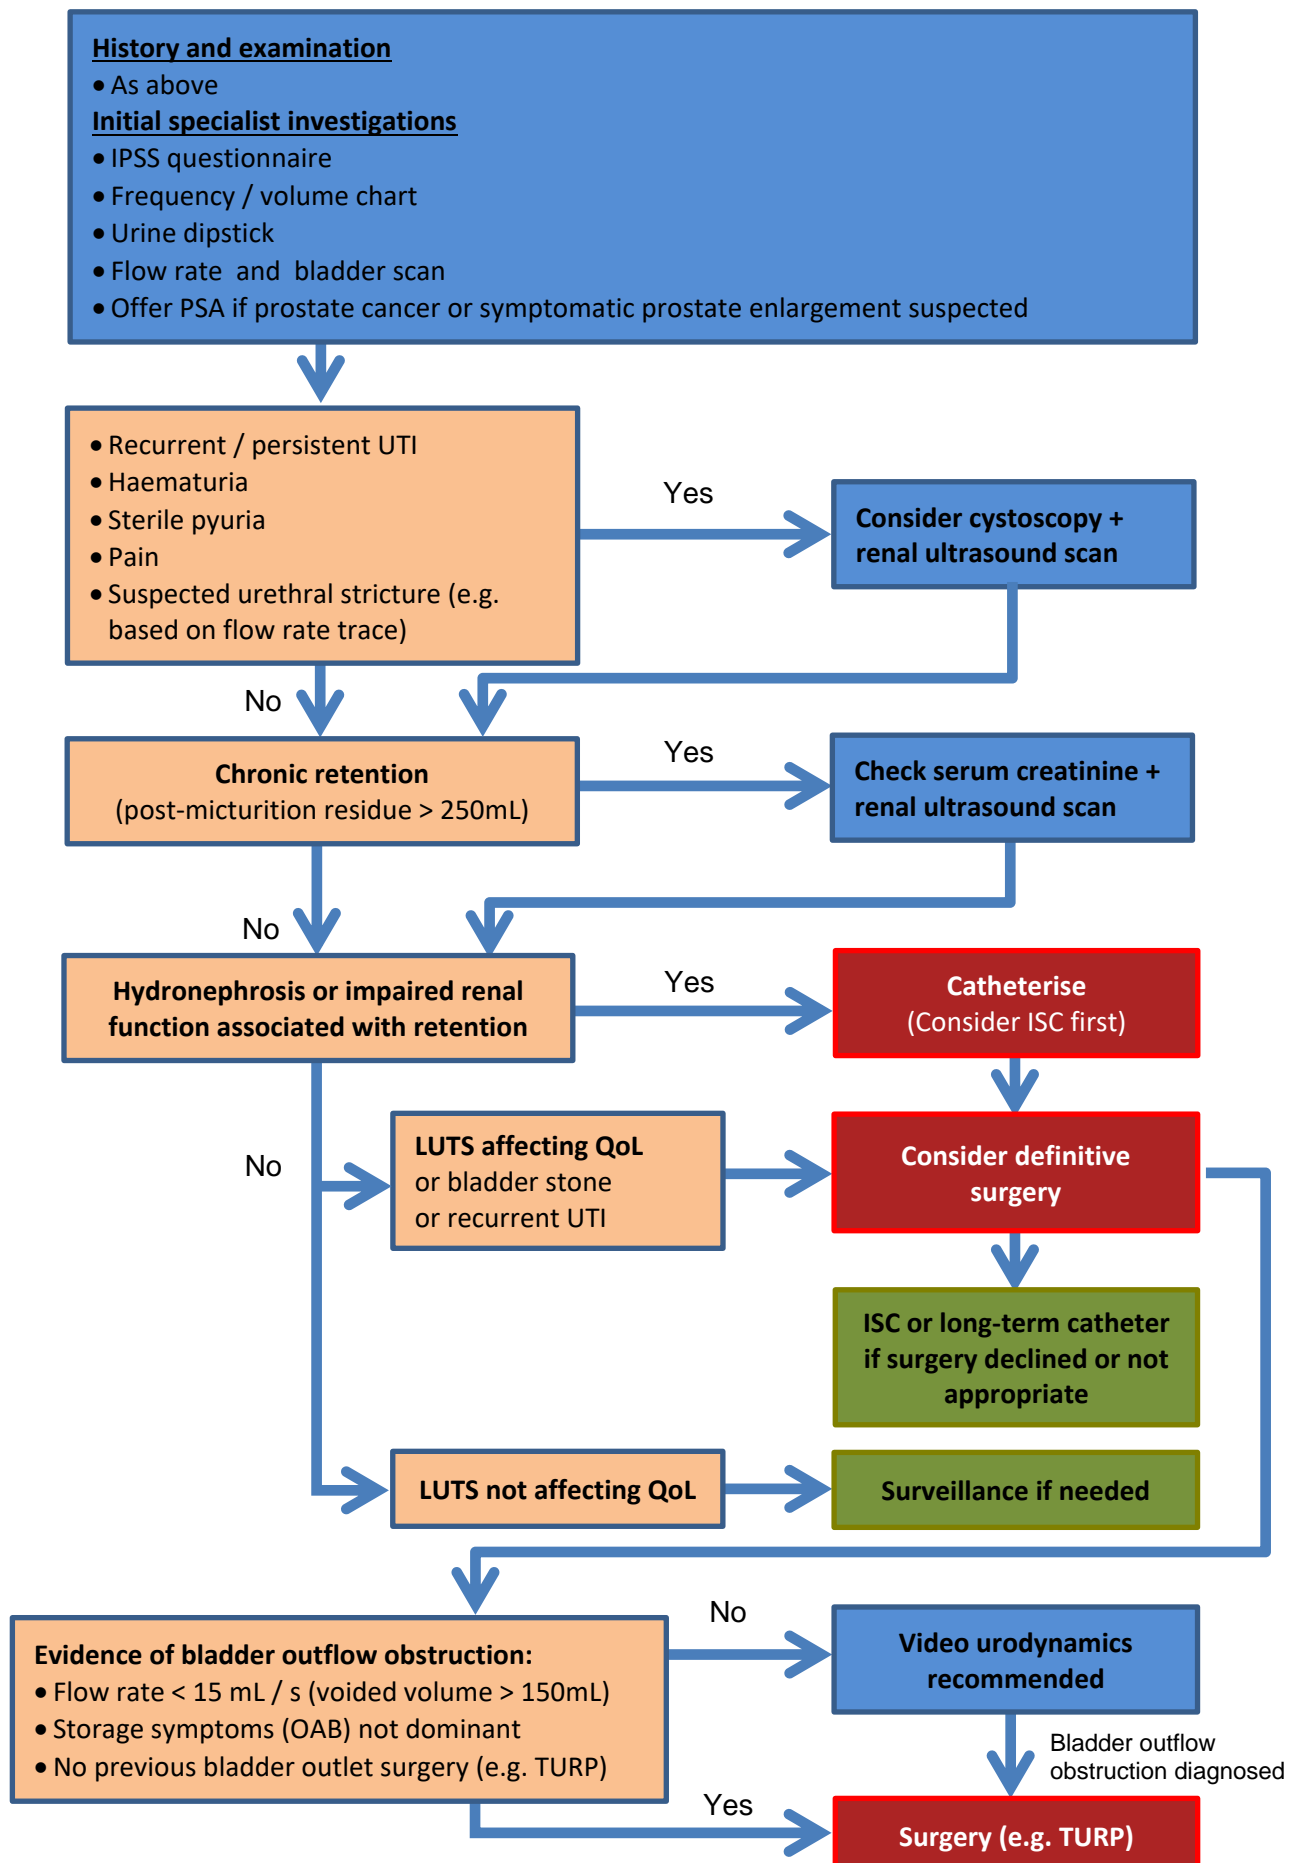 History and examination
• As above
Initial specialist investigations
• IPSS questionnaire
• Frequency / volume chart
• Urine dipstick
• Flow rate and bladder scan
• Offer PSA if prostate cancer or symptomatic prostate enlargement suspected
• Recurrent / persistent UTI
• Haematuria
• Sterile pyuria
• Pain
• Suspected urethral stricture (e.g.
based on flow rate trace)
Yes
Consider cystoscopy +
renal ultrasound scan
No
Chronic retention
(post-micturition residue > 250mL)
Yes
Check serum creatinine +
renal ultrasound scan
No
Hydronephrosis or impaired renal
function associated with retention
Yes
Catheterise
(Consider ISC first)
No
LUTS affecting QoL
or bladder stone
or recurrent UTI
Consider definitive
surgery
ISC or long-term catheter
if surgery declined or not
appropriate
LUTS not affecting QoL
Surveillance if needed
Evidence of bladder outflow obstruction:
• Flow rate < 15 mL / s (voided volume > 150mL)
• Storage symptoms (OAB) not dominant
• No previous bladder outlet surgery (e.g. TURP)
No
Video urodynamics
recommended
Bladder outflow
obstruction diagnosed
Yes
Surgery (e.g. TURP)